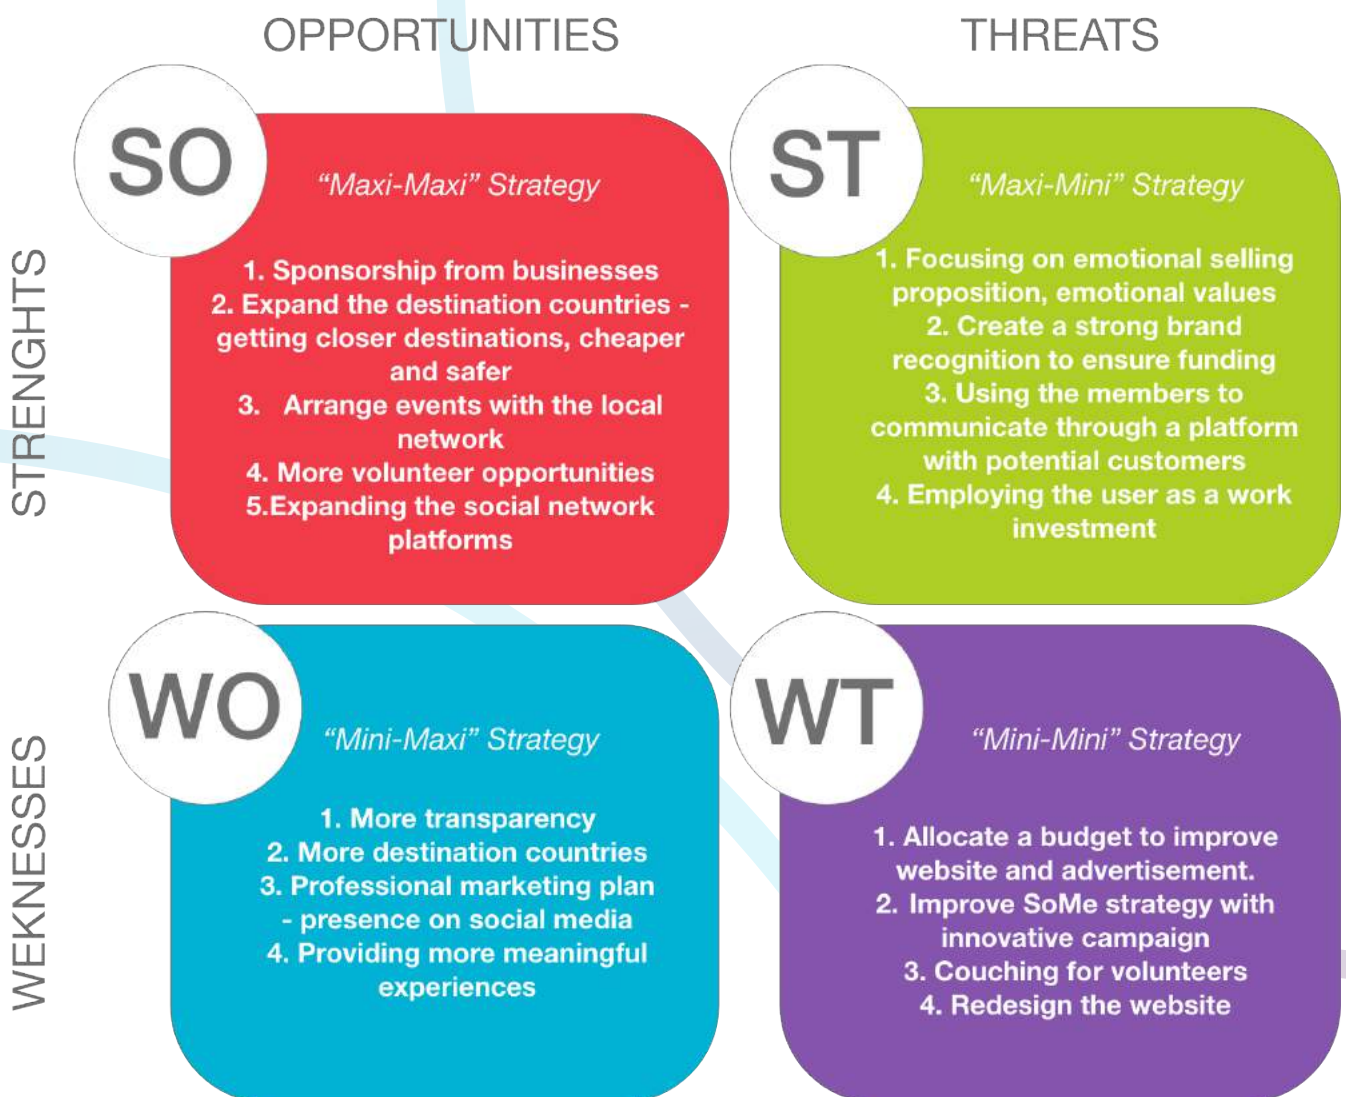 OPPORTUNITIES
THREATS
STRENGHTS
SO
"Maxi-Maxi" Strategy
1. Sponsorship from businesses
2. Expand the destination countries -
getting closer destinations, cheaper
and safer
3. Arrange events with the local
network
4. More volunteer opportunities
5.Expanding the social network
platforms
ST
"Maxi-Mini" Strategy
1. Focusing on emotional selling
proposition, emotional values
2. Create a strong brand
recognition to ensure funding
3. Using the members to
communicate through a platform
with potential customers
4. Employing the user as a work
investment
WEKNESSES
WO
"Mini-Maxi" Strategy
1. More transparency
2. More destination countries
3. Professional marketing plan
- presence on social media
4. Providing more meaningful
experiences
WT
"Mini-Mini" Strategy
1. Allocate a budget to improve
website and advertisement.
2. Improve SoMe strategy with
innovative campaign
3. Couching for volunteers
4. Redesign the website